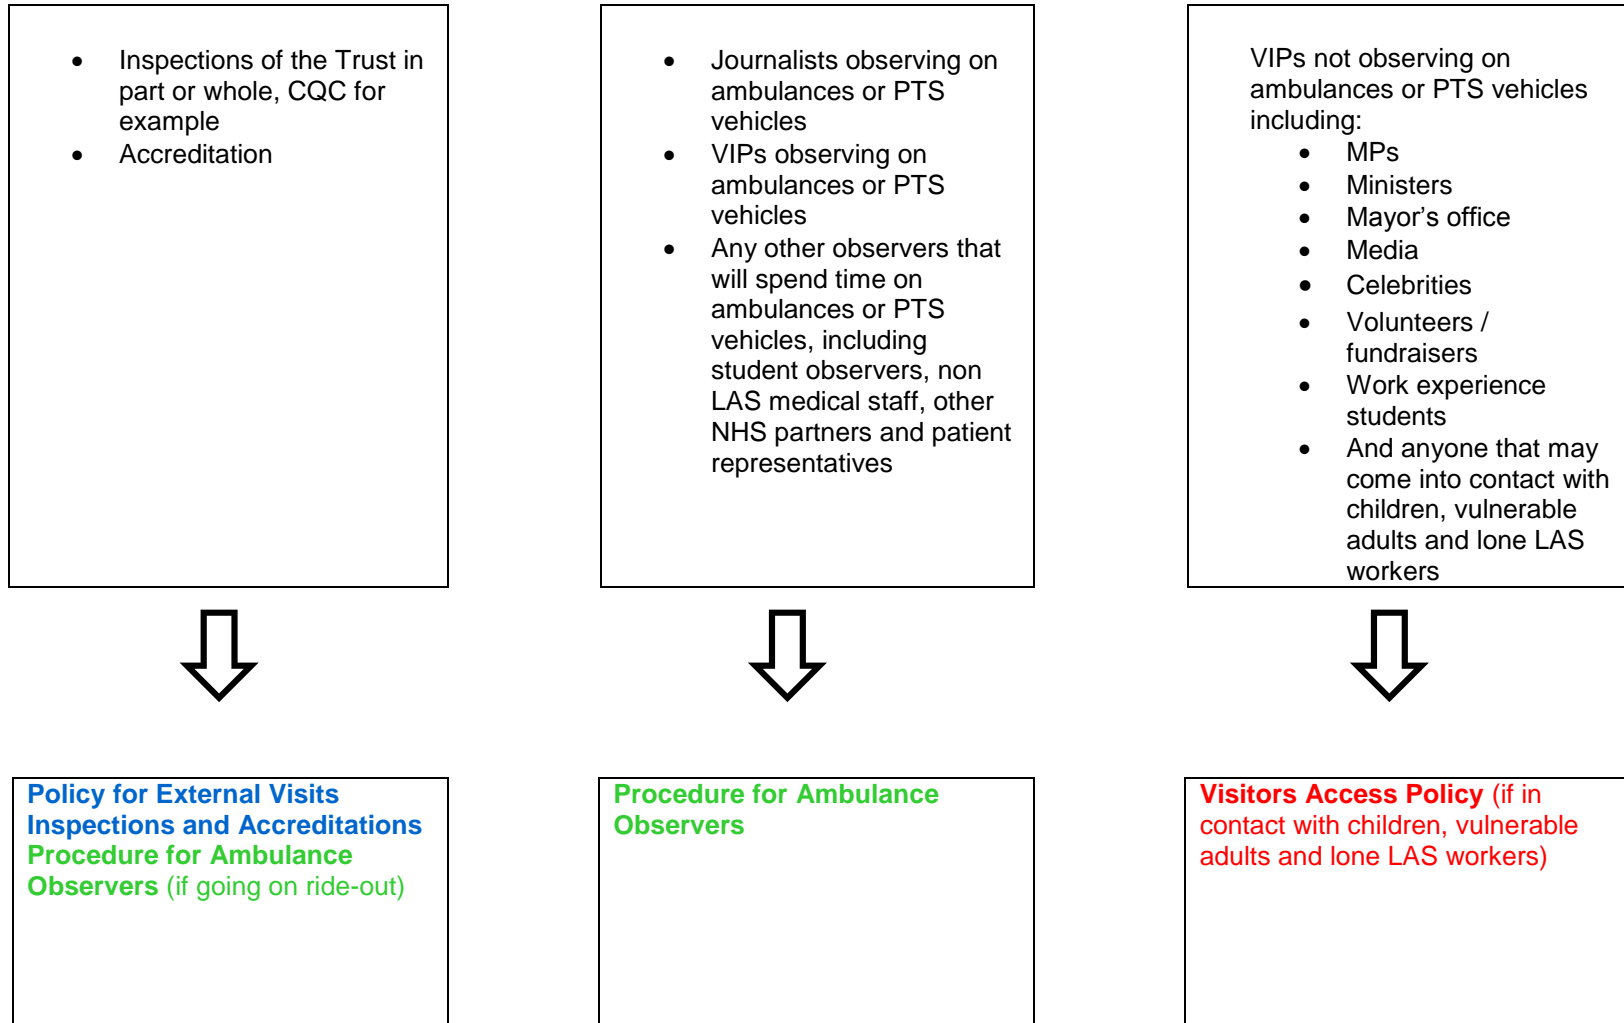 • Inspections of the Trust in
part or whole, CQC for
example
• Accreditation
• Journalists observing on
ambulances or PTS
vehicles
• VIPs observing on
ambulances or PTS
vehicles
• Any other observers that
will spend time on
ambulances or PTS
vehicles, including
student observers, non
LAS medical staff, other
NHS partners and patient
representatives
VIPs not observing on
ambulances or PTS vehicles
including:
• MPs
• Ministers
• Mayor’s office
• Media
• Celebrities
• Volunteers /
fundraisers
• Work experience
students
• And anyone that may
come into contact with
children, vulnerable
adults and lone LAS
workers
Policy for External Visits
Inspections and Accreditations
Procedure for Ambulance
Observers (if going on ride-out)
Procedure for Ambulance
Observers
Visitors Access Policy (if in
contact with children, vulnerable
adults and lone LAS workers)